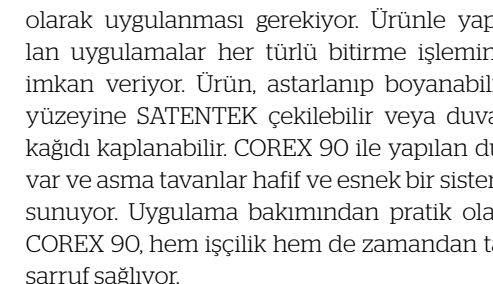 olarak uygulanması gerekiyor. Ürünle yap
lan uygulamalar her türlü bitirme işlemin
imkan veriyor. Ürün, astarlanıp boyanabili
yüzeyine SATENTEK çekilebilir veya duva
kağıdı kaplanabilir. COREX 90 ile yapılan du
var ve asma tavanlar hafif ve esnek bir sister
sunuyor. Uygulama bakımından pratik ola
COREX 90, hem işçilik hem de zamandan ta
sarruf sağlıyor.